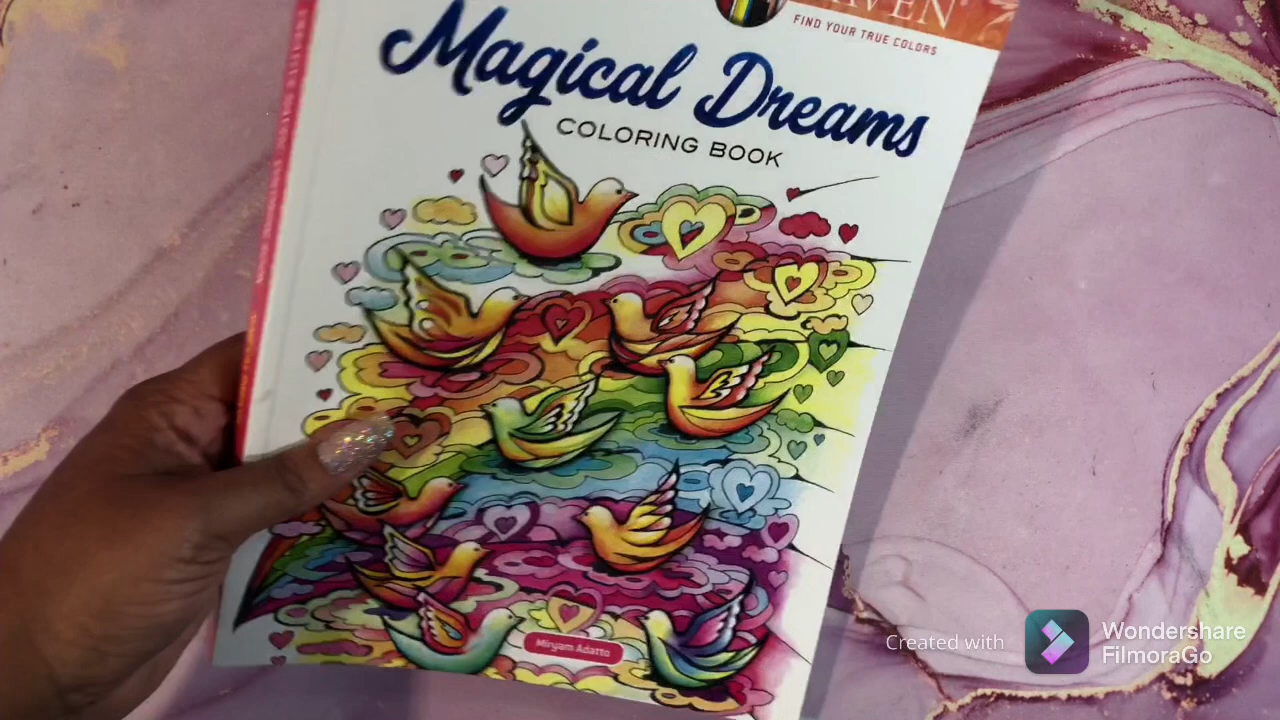 FIND YOUR TRUE COLORS
Magical Dreams
COLORING BOOK
Miryam Adatto
Created with
Wondershare
FilmoraGo